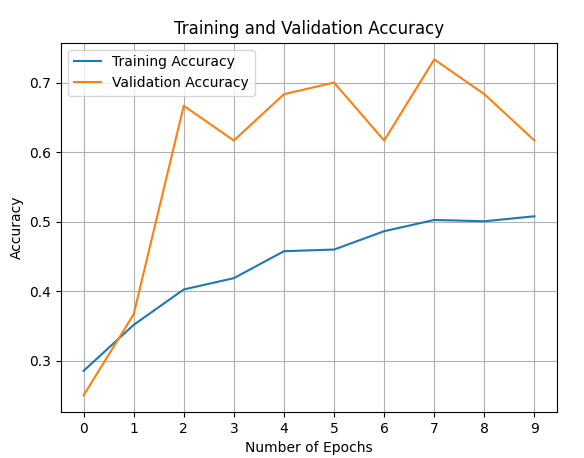 Training and Validation Accuracy
Training Accuracy
Validation Accuracy
0.7
0.6
0.5
0.4
0.3
Accuracy
0 1 2 3 4 5 6 7 8 9
Number of Epochs